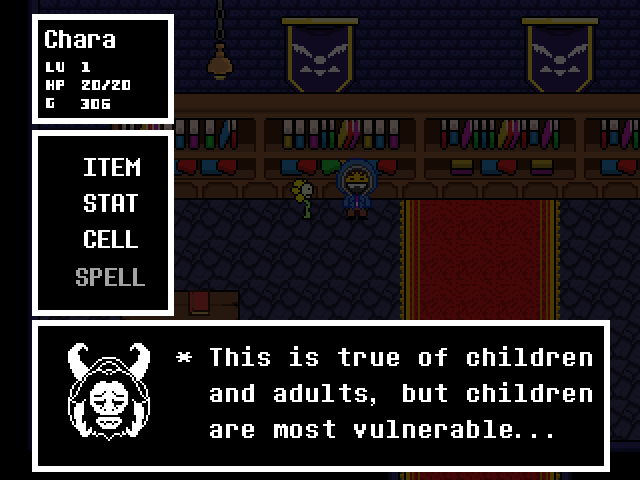 Chara
LV 1
HP 20/20
G 306
ITEM
STAT
CELL
SPELL
* This is true of children
and adults, but children
are most vulnerable...